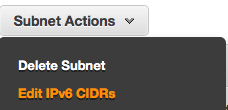 Subnet Actions
Delete Subnet
Edit IPv6 CIDRs